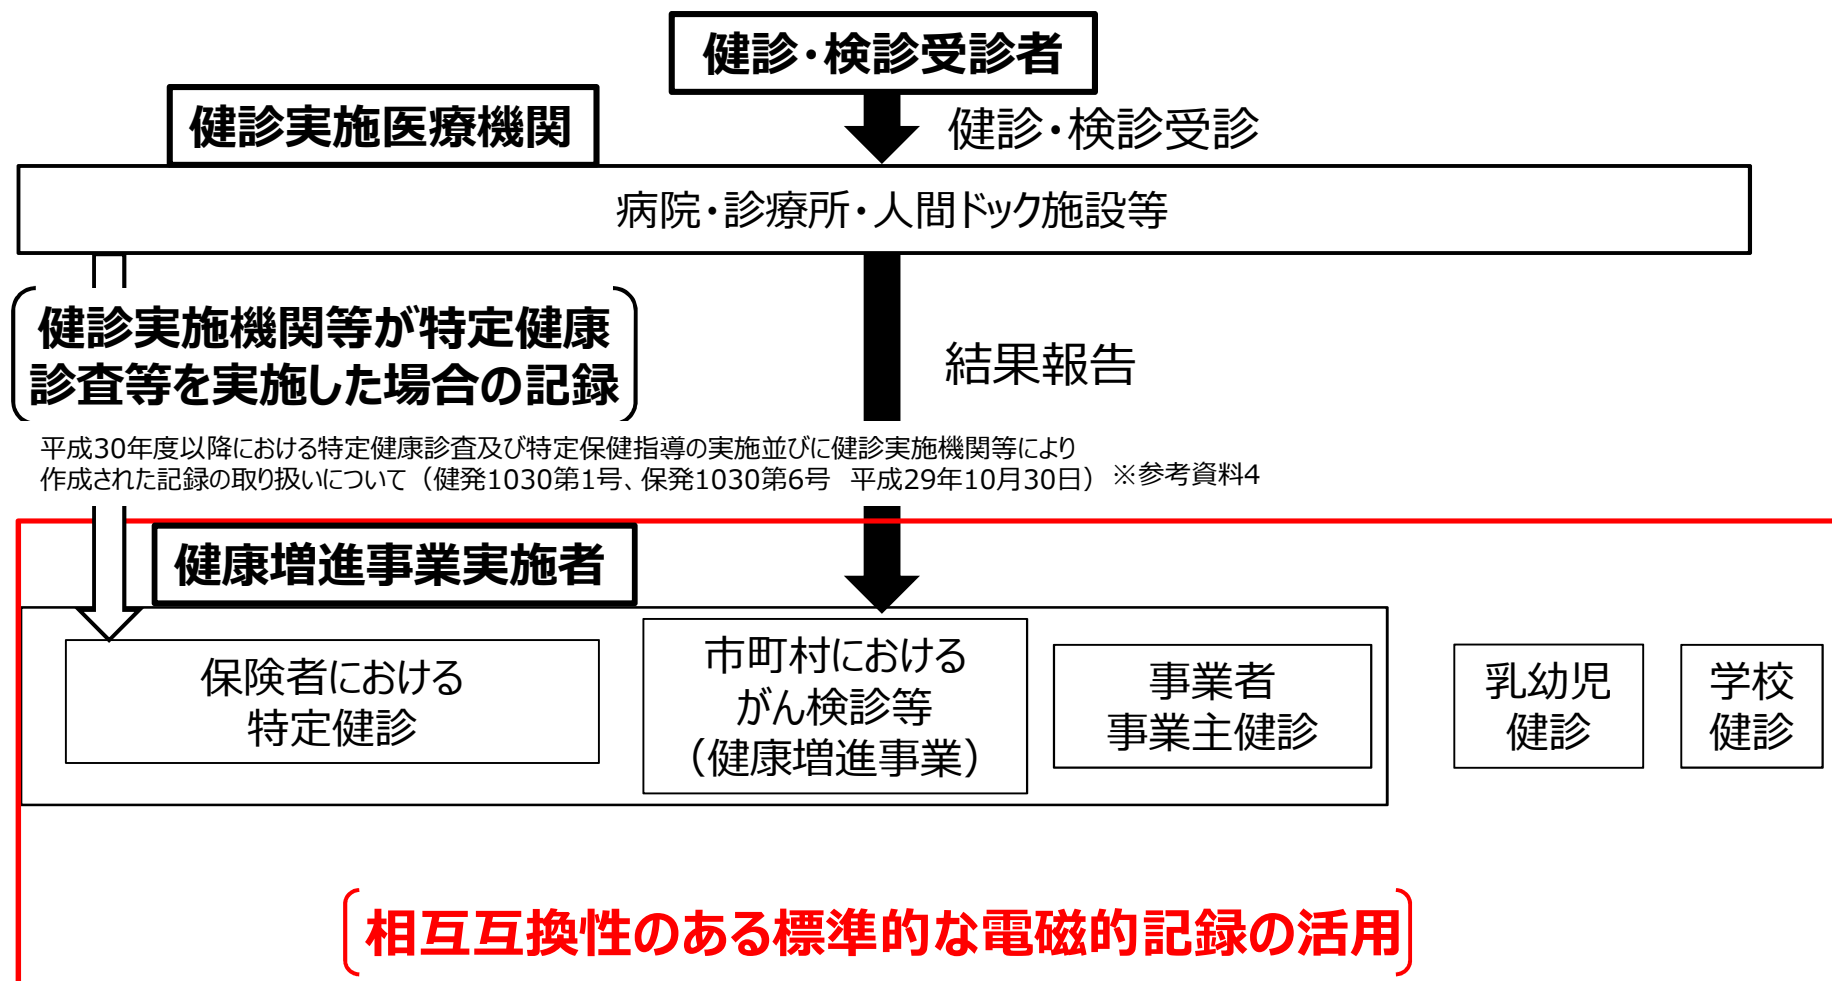 健診・検診受診者
健診実施医療機関
健診・検診受診
病院・診療所・人間ドック施設等
健診実施機関等が特定健康
診査等を実施した場合の記録
結果報告
平成30年度以降における特定健康診査及び特定保健指導の実施並びに健診実施機関等により
作成された記録の取り扱いについて（健発1030第1号、保発1030第6号　平成29年10月30日）※参考資料4
健康増進事業実施者
保険者における
特定健診
市町村における
がん検診等
（健康増進事業）
事業者
事業主健診
乳幼児
健診
学校
健診
相互互換性のある標準的な電磁的記録の活用